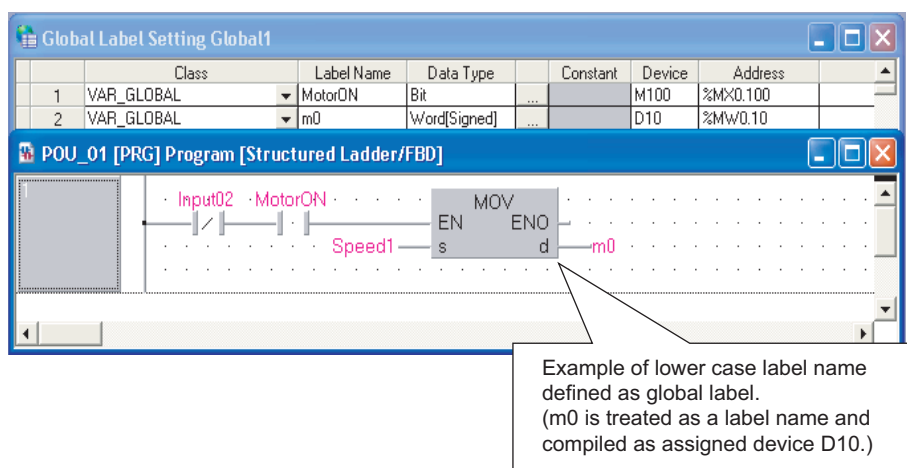 Global Label Setting Global1
Class Label Name Data Type Constant Device Address
1 VAR_GLOBAL MotorON Bit ... M100 %MX0.100
2 VAR_GLOBAL m0 Word[Signed] ... D10 %MW0.10
POU_01 [PRG] Program [Structured Ladder/FBD]
1
Input02 MotorON MOV
EN ENO
Speed1 s d m0
Example of lower case label name
defined as global label.
(m0 is treated as a label name and
compiled as assigned device D10.)